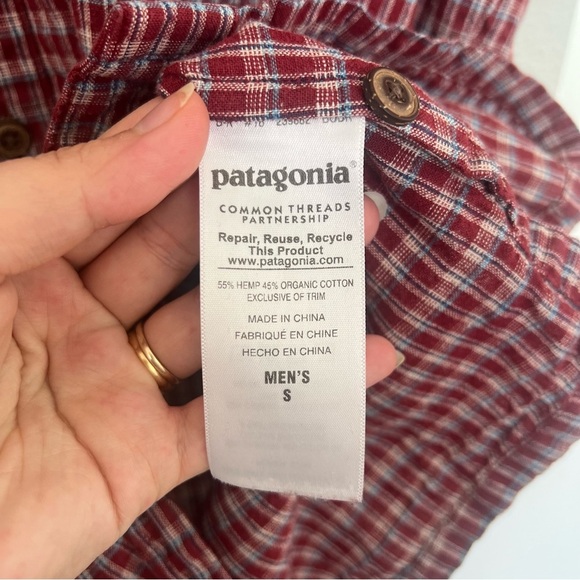 patagonia®
COMMON THREADS
PARTNERSHIP
Repair, Reuse, Recycle
This Product
www.patagonia.com
55% HEMP 45% ORGANIC COTTON
EXCLUSIVE OF TRIM
MADE IN CHINA
FABRIQUÉ EN CHINE
HECHO EN CHINA
MEN'S
S